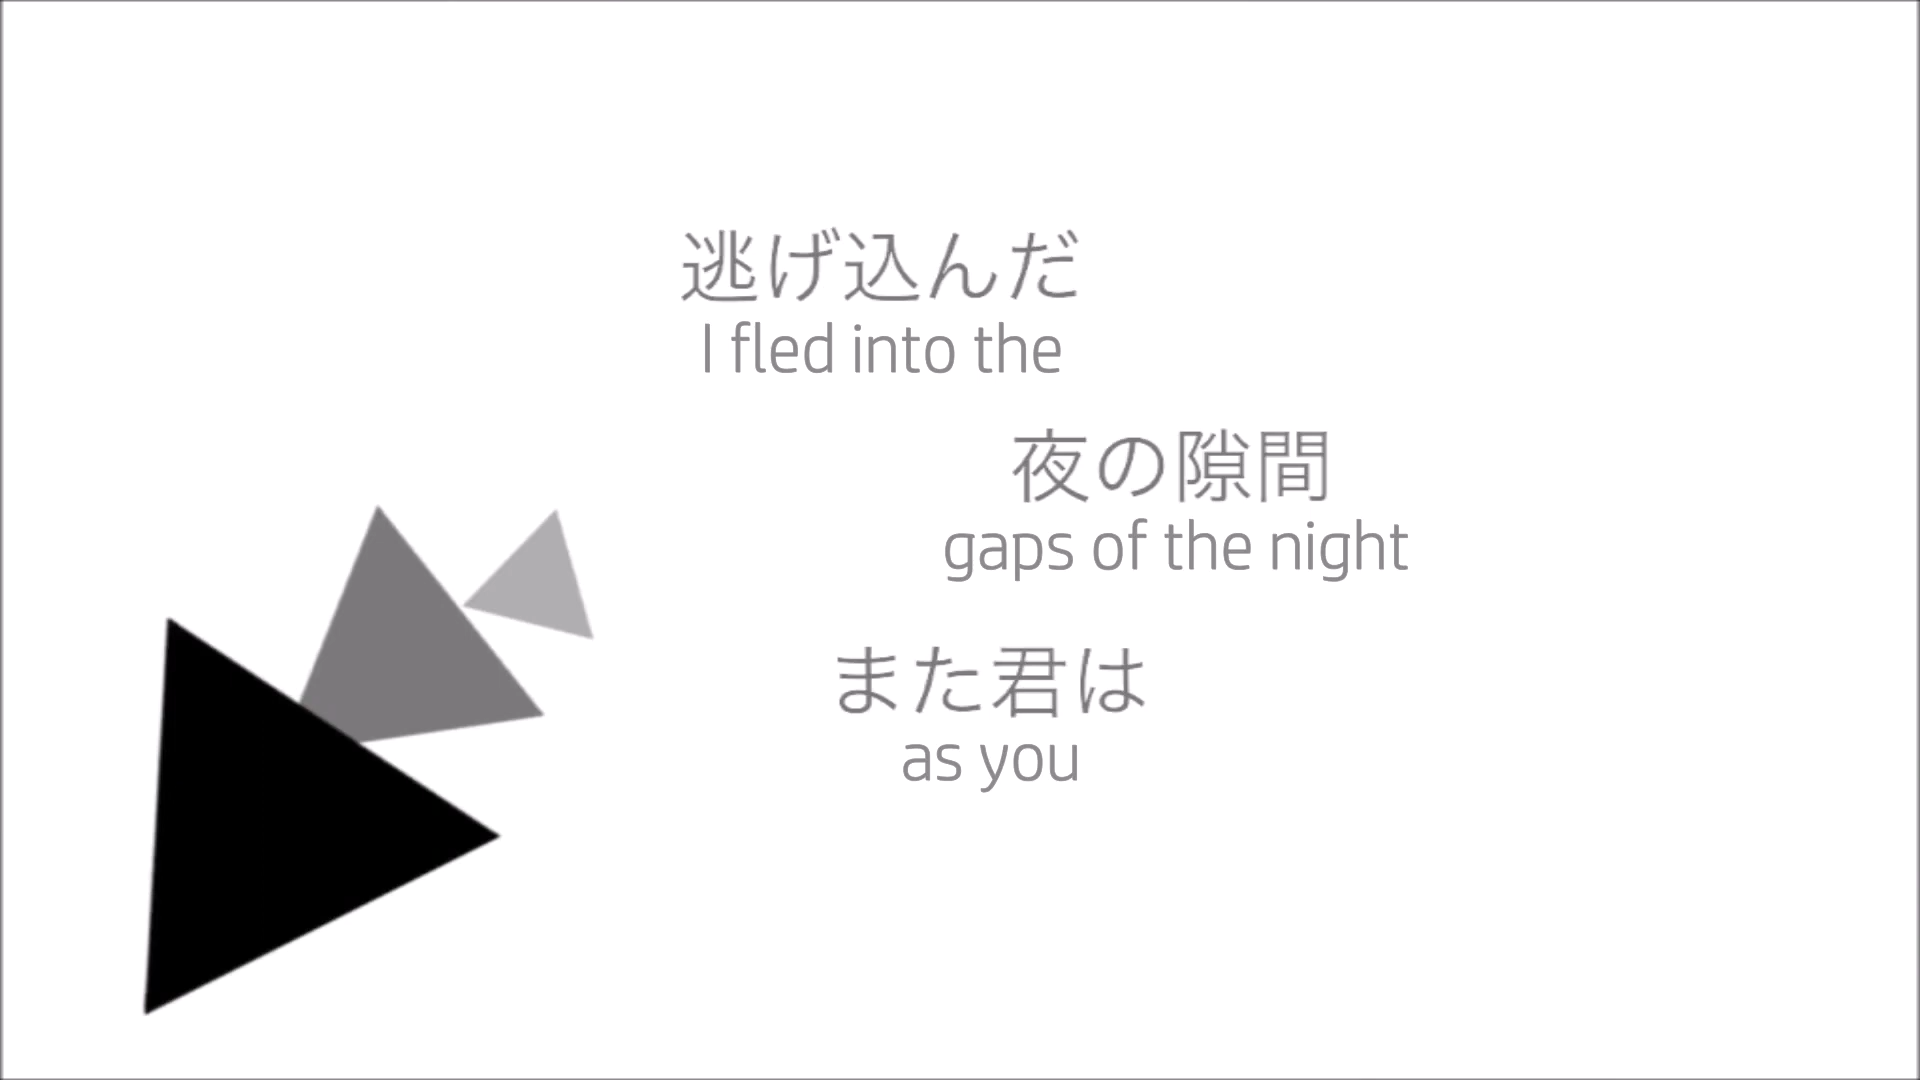 逃げ込んだ
I fled into the
夜の隙間
gaps of the night
また君は
as you